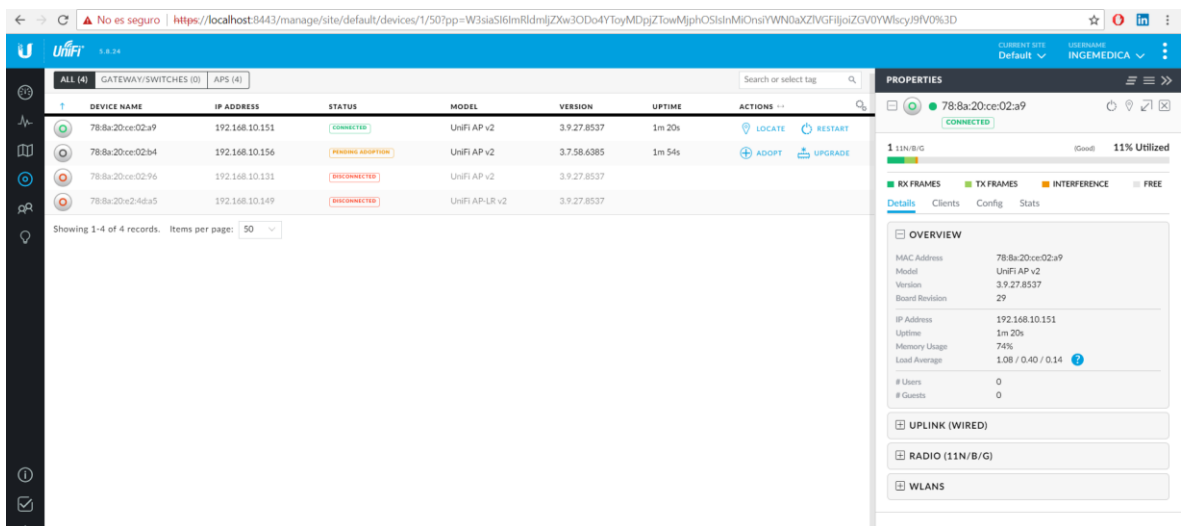 No es seguro | https://localhost:8443/manage/site/default/devices/1/50?pp=W3siaSI6ImRldmljZXw3ODo4YToyMDpjZTowMjphOSIsInMiOnsiYWN0aXZlVGFiIjoiZGV0YWlscyJ9fV0%3D
UniFi 5.8.24
CURRENT SITE
Default
USERNAME
INGEMEDICA
ALL (4) GATEWAY/SWITCHES (0) APS (4)
Search or select tag
DEVICE NAME IP ADDRESS STATUS MODEL VERSION UPTIME ACTIONS
78:8a:20:ce:02:a9 192.168.10.151 CONNECTED UniFi AP v2 3.9.27.8537 1m 20s LOCATE RESTART
78:8a:20:ce:02:b4 192.168.10.156 PENDING ADOPTION UniFi AP v2 3.7.58.6385 1m 54s ADOPT UPGRADE
78:8a:20:ce:02:96 192.168.10.131 DISCONNECTED UniFi AP v2 3.9.27.8537
78:8a:20:e2:4d:a5 192.168.10.149 DISCONNECTED UniFi AP-LR v2 3.9.27.8537
Showing 1-4 of 4 records. Items per page: 50
PROPERTIES
78:8a:20:ce:02:a9
CONNECTED
1 11N/B/G (Good) 11% Utilized
RX FRAMES TX FRAMES INTERFERENCE FREE
Details Clients Config Stats
OVERVIEW
MAC Address 78:8a:20:ce:02:a9
Model UniFi AP v2
Version 3.9.27.8537
Board Revision 29
IP Address 192.168.10.151
Uptime 1m 20s
Memory Usage 74%
Load Average 1.08 / 0.40 / 0.14 ?
# Users 0
# Guests 0
UPLINK (WIRED)
RADIO (11N/B/G)
WLANS